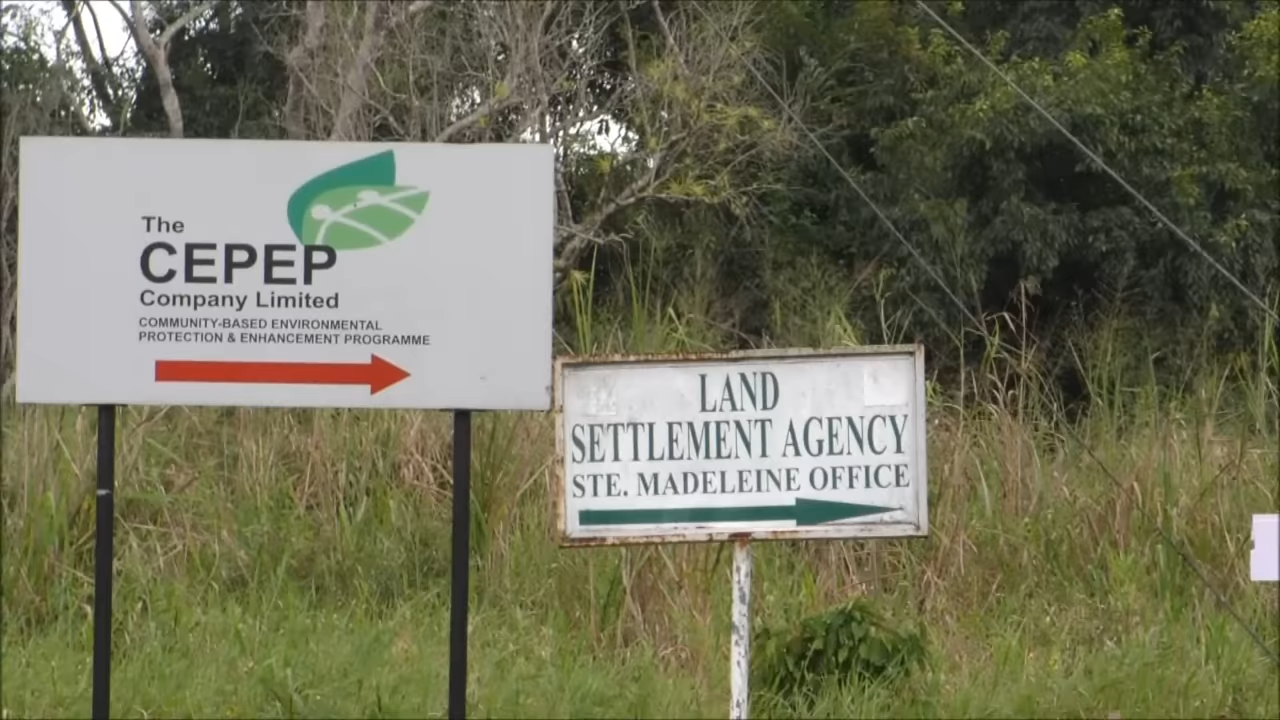 The
CEPEP
Company Limited
COMMUNITY-BASED ENVIRONMENTAL
PROTECTION & ENHANCEMENT PROGRAMME
LAND
SETTLEMENT AGENCY
STE. MADELEINE OFFICE